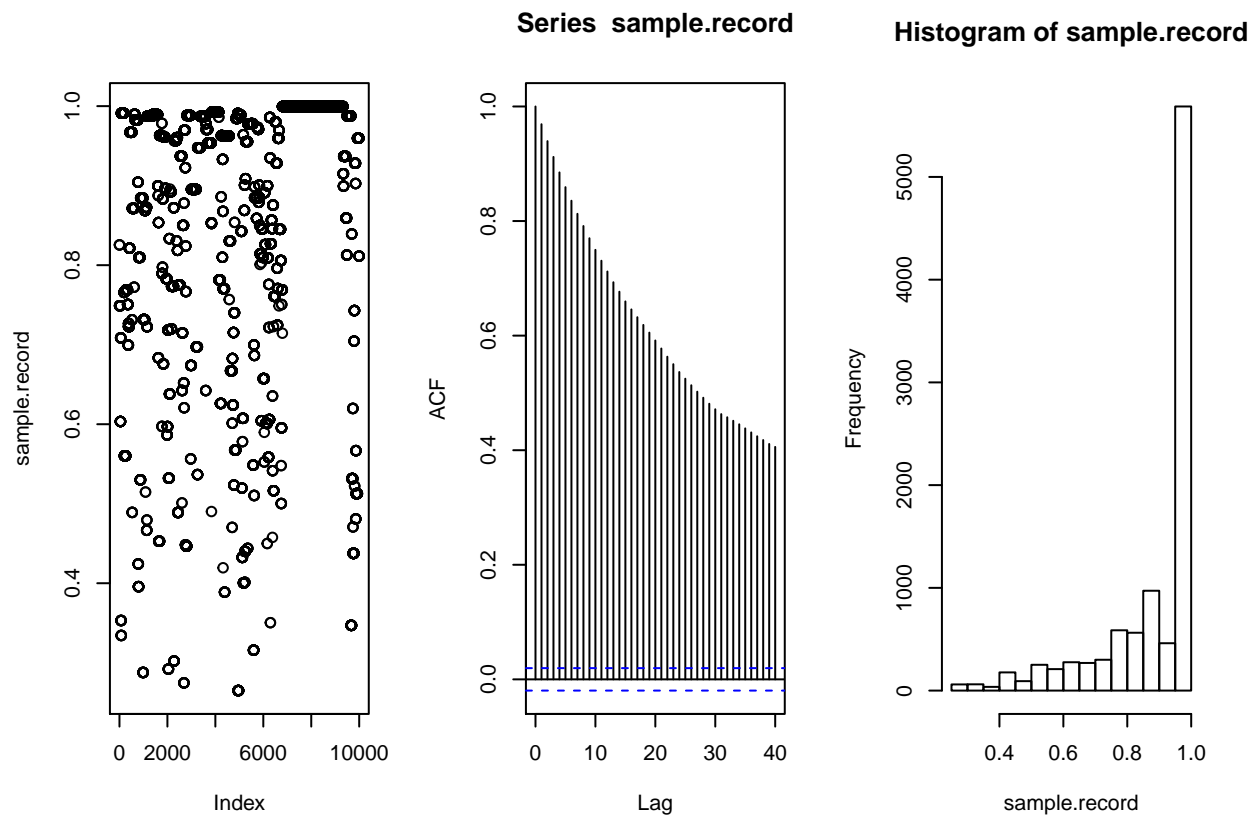 Series sample.record
Histogram of sample.record
sample.record
1.0
0.8
0.6
0.4
0 2000 6000 10000
Index
ACF
1.0
0.8
0.6
0.4
0.2
0.0
0 10 20 30 40
Lag
Frequency
5000
4000
3000
2000
1000
0
0.4 0.6 0.8 1.0
sample.record